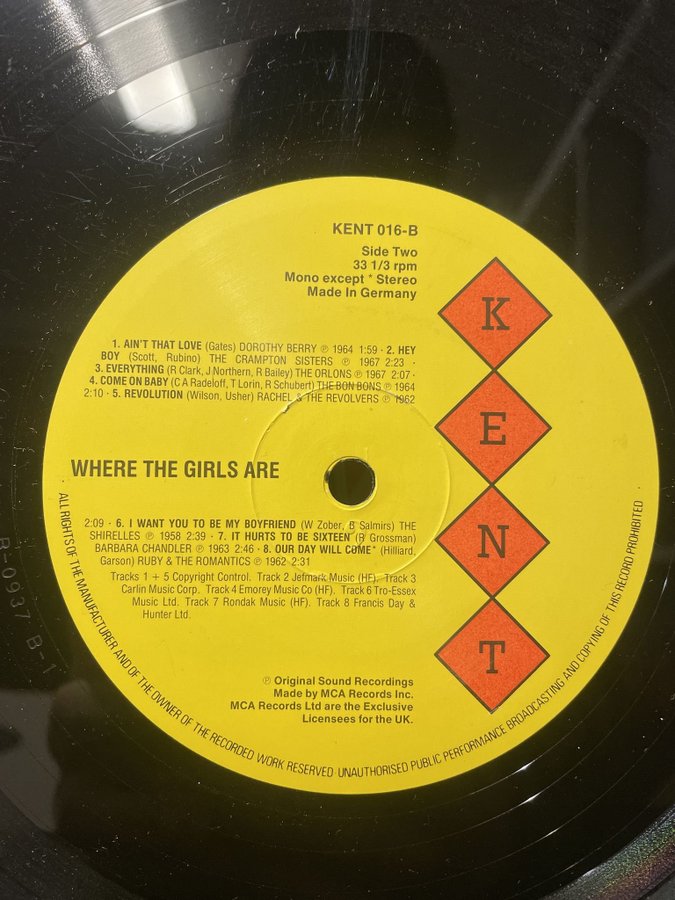 KENT 016-B
Side Two
33 1/3 rpm
Mono except * Stereo
Made In Germany
K
E
N
T
1. AIN'T THAT LOVE (Gates) DOROTHY BERRY ℗ 1964 1:59 · 2. HEY
BOY (Scott, Rubino) THE CRAMPTON SISTERS ℗ 1967 2:23 ·
3. EVERYTHING (R Clark, J Northern, R Bailey) THE ORLONS ℗ 1967 2:07 ·
4. COME ON BABY (C A Radeloff, T Lorin, R Schubert) THE BON BONS ℗ 1964
2:10 · 5. REVOLUTION (Wilson, Usher) RACHEL & THE REVOLVERS ℗ 1962
WHERE THE GIRLS ARE
2:09 · 6. I WANT YOU TO BE MY BOYFRIEND (W Zober, B Salmirs) THE
SHIRELLES ℗ 1958 2:39 · 7. IT HURTS TO BE SIXTEEN (R Grossman)
BARBARA CHANDLER ℗ 1963 2:46 · 8. OUR DAY WILL COME* (Hilliard,
Garson) RUBY & THE ROMANTICS ℗ 1962 2:31
Tracks 1 + 5 Copyright Control. Track 2 Jefmark Music (HF). Track 3
Carlin Music Corp. Track 4 Emorey Music Co (HF). Track 6 Tro-Essex
Music Ltd. Track 7 Rondak Music (HF). Track 8 Francis Day &
Hunter Ltd.
℗ Original Sound Recordings
Made by MCA Records Inc.
MCA Records Ltd are the Exclusive
Licensees for the UK.
ALL RIGHTS OF THE MANUFACTURER AND OF THE OWNER OF THE RECORDED WORK RESERVED · UNAUTHORISED PUBLIC PERFORMANCE BROADCASTING AND COPYING OF THIS RECORD PROHIBITED
B-0937 B-1